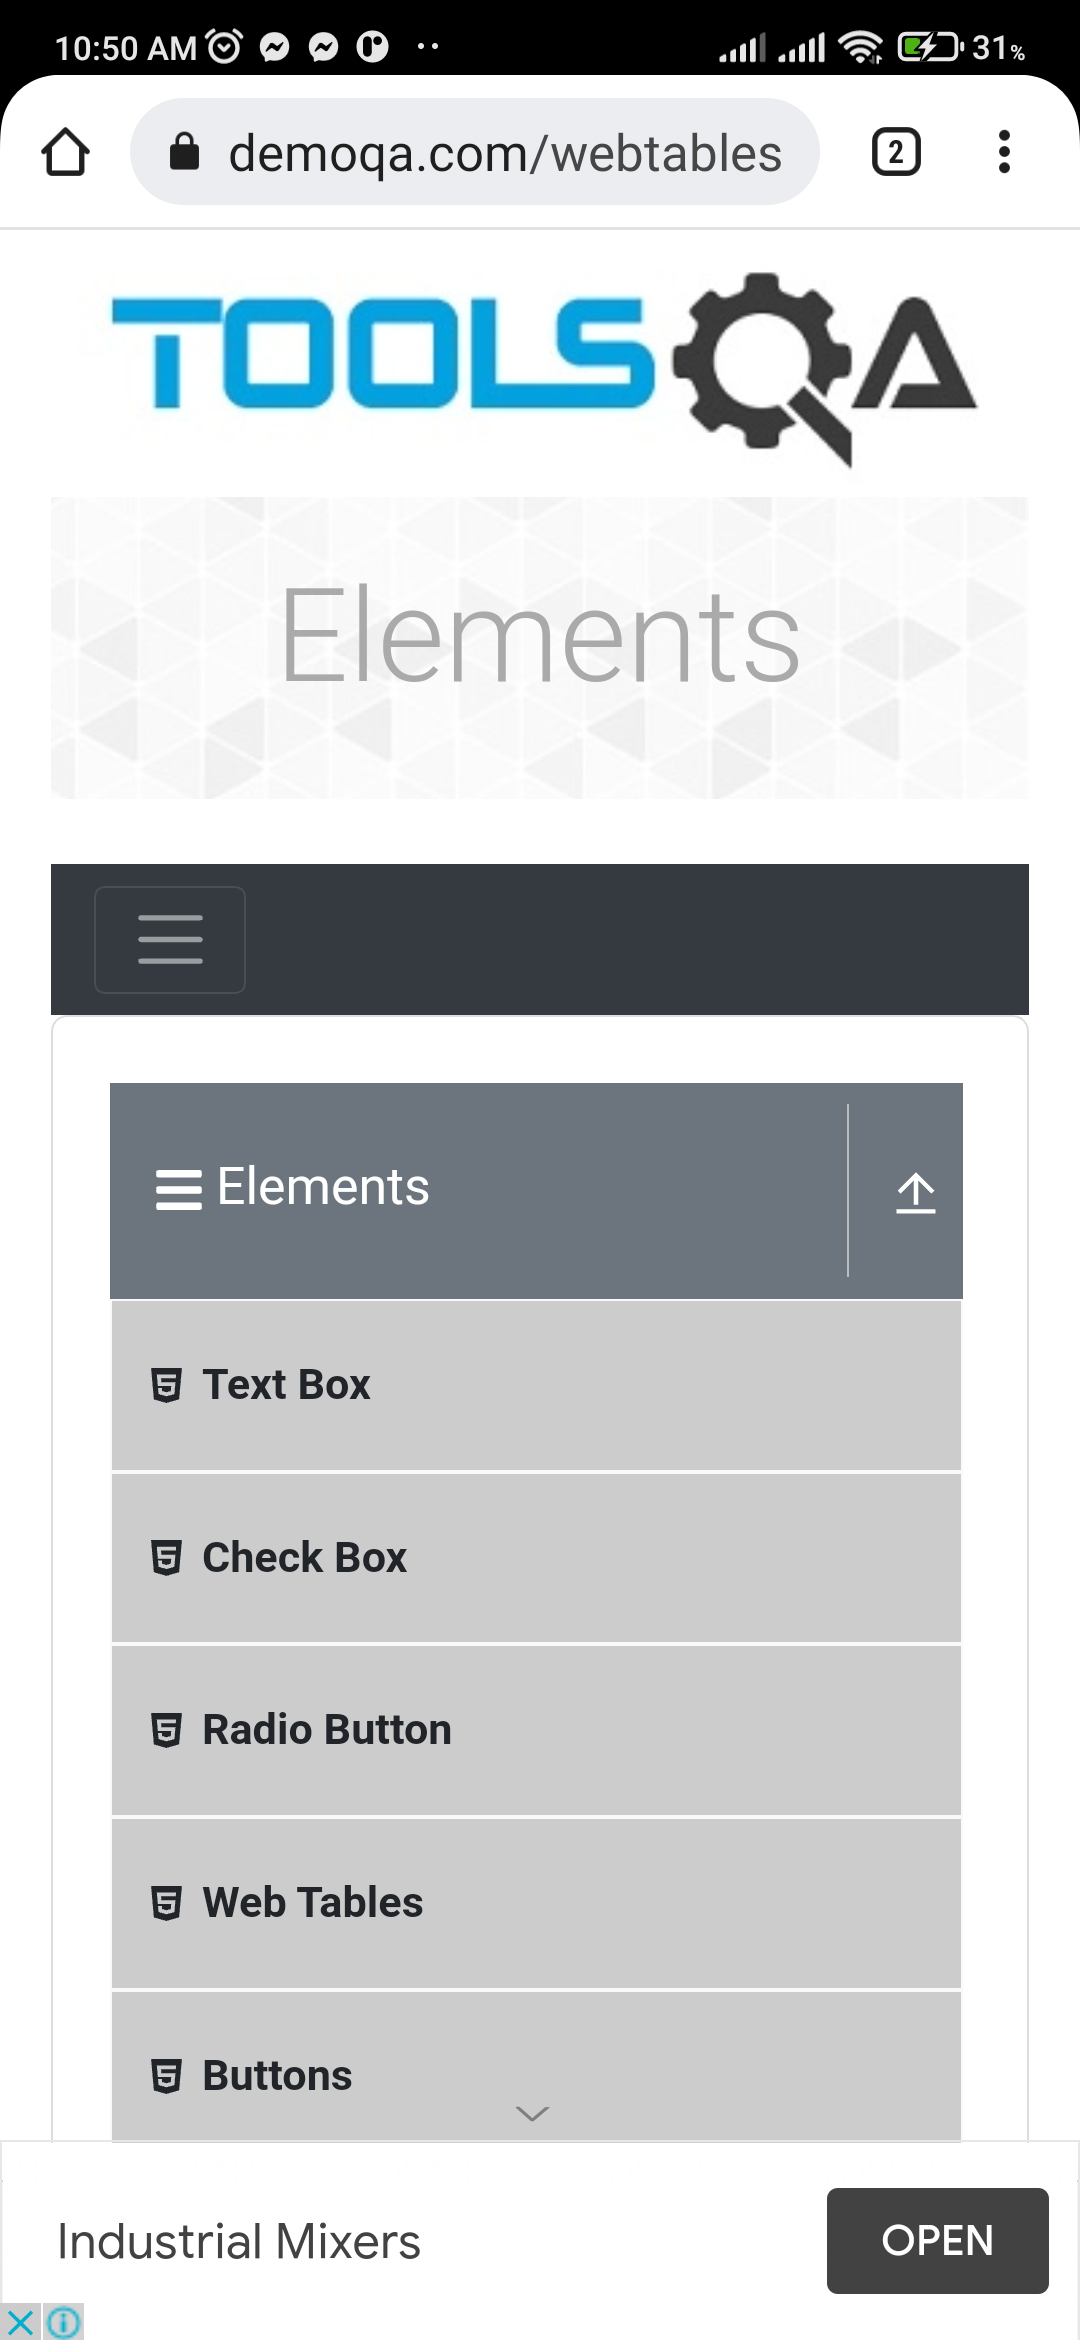 10:50 AM
31%
demoqa.com/webtables
2
TOOLSQA
Elements
Elements
Text Box
Check Box
Radio Button
Web Tables
Buttons
Industrial Mixers
OPEN